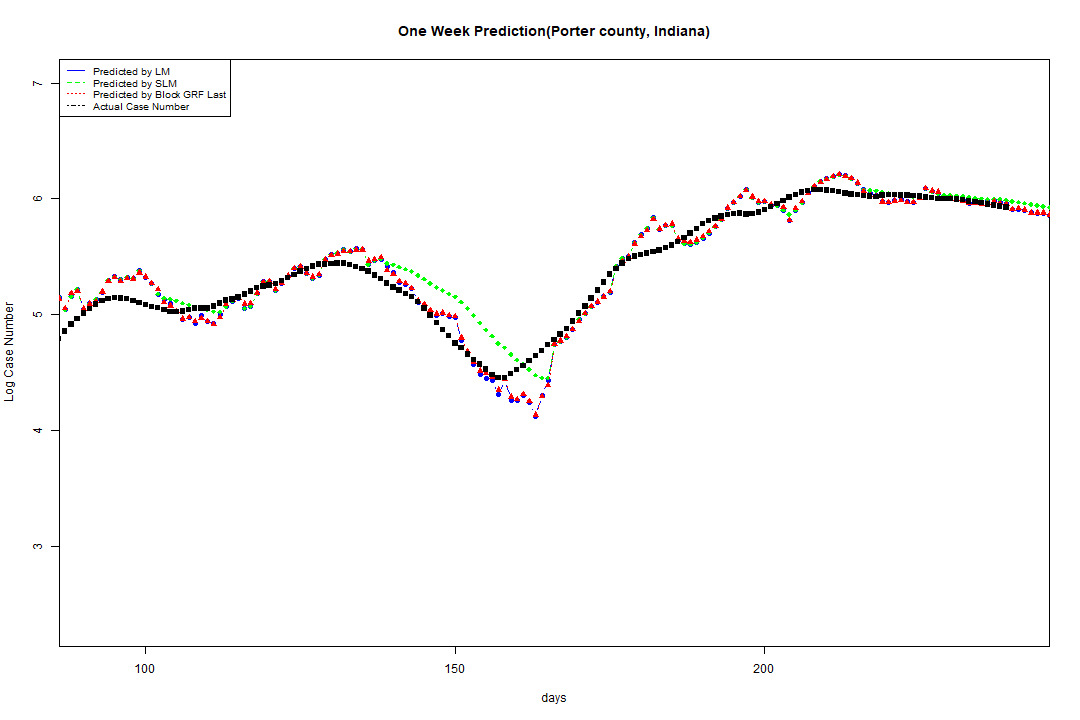 One Week Prediction(Porter county, Indiana)
Predicted by LM
Predicted by SLM
Predicted by Block GRF Last
Actual Case Number
7
6
5
4
3
Log Case Number
100 150 200
days